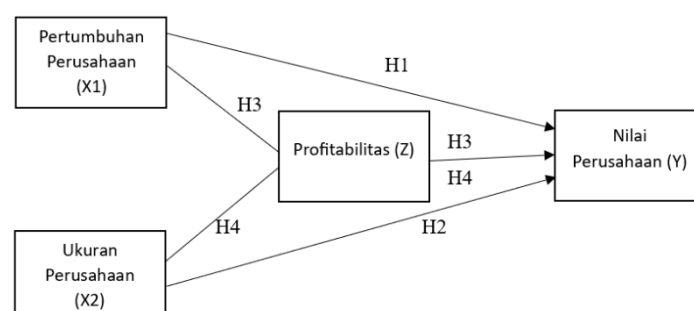 Pertumbuhan
Perusahaan
(X1)
H1
H3
Profitabilitas (Z)
H3
H4
Nilai
Perusahaan (Y)
H4
H2
Ukuran
Perusahaan
(X2)